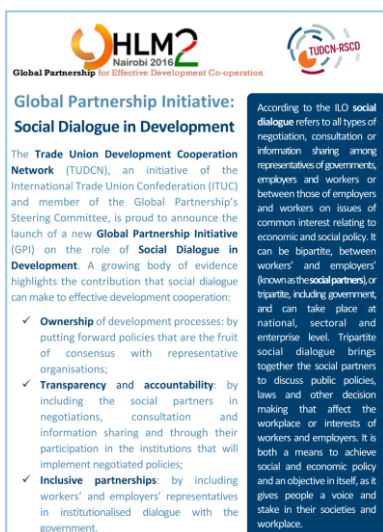 HLM2
Nairobi 2016
Global Partnership for Effective Development Co-operation
TUDCN-RSCD
Global Partnership Initiative:
Social Dialogue in Development
The Trade Union Development Cooperation
Network (TUDCN), an initiative of the
International Trade Union Confederation (ITUC)
and member of the Global Partnership's
Steering Committee, is proud to announce the
launch of a new Global Partnership Initiative
(GPI) on the role of Social Dialogue in
Development. A growing body of evidence
highlights the contribution that social dialogue
can make to effective development cooperation:
✓ Ownership of development processes: by
putting forward policies that are the fruit
of consensus with representative
organisations;
✓ Transparency and accountability: by
including the social partners in
negotiations, consultation and
information sharing and through their
participation in the institutions that will
implement negotiated policies;
✓ Inclusive partnerships: by including
workers' and employers' representatives
in institutionalised dialogue with the
government.
According to the ILO social
dialogue refers to all types of
negotiation, consultation or
information sharing among
representatives of governments,
employers and workers or
between those of employers
and workers on issues of
common interest relating to
economic and social policy. It
can be bipartite, between
workers' and employers'
(known as the social partners), or
tripartite, including government,
and can take place at
national, sectoral and
enterprise level. Tripartite
social dialogue brings
together the social partners
to discuss public policies,
laws and other decision
making that affect the
workplace or interests of
workers and employers. It is
both a means to achieve
social and economic policy
and an objective in itself, as it
gives people a voice and
stake in their societies and
workplace.